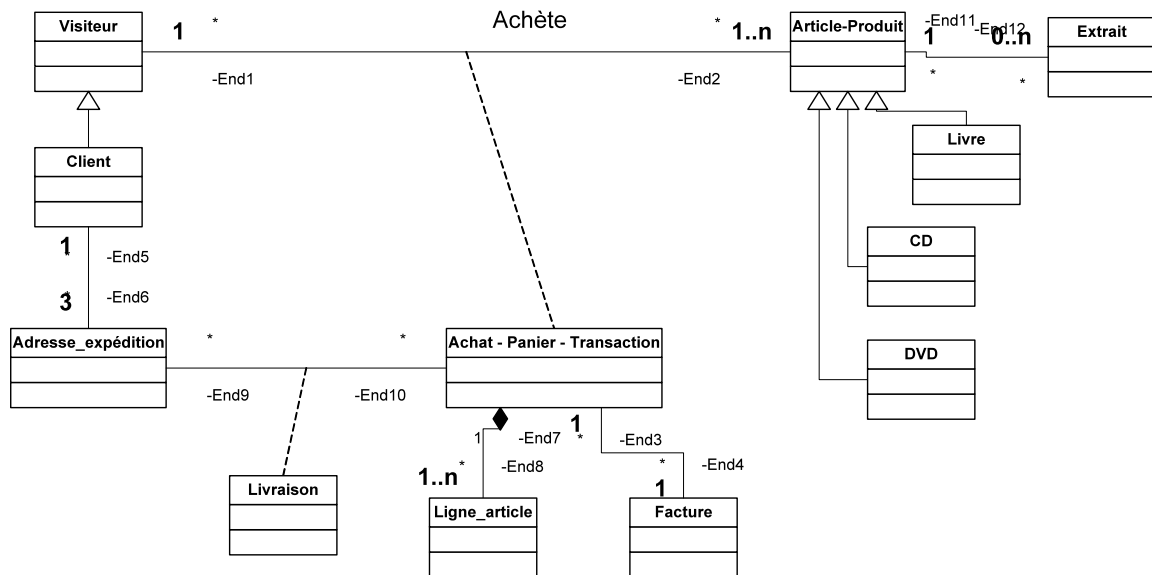 Visiteur
1
*
Achète
*
1..n
Article-Produit
-End11
-End12
1
0..n
Extrait
-End1
-End2
*
*
Livre
Client
CD
1
*
-End5
3
*
-End6
Adresse_expédition
*
*
Achat - Panier - Transaction
DVD
-End9
-End10
1
-End7
1
*
-End3
1..n
*
-End8
*
-End4
1
Livraison
Ligne_article
Facture